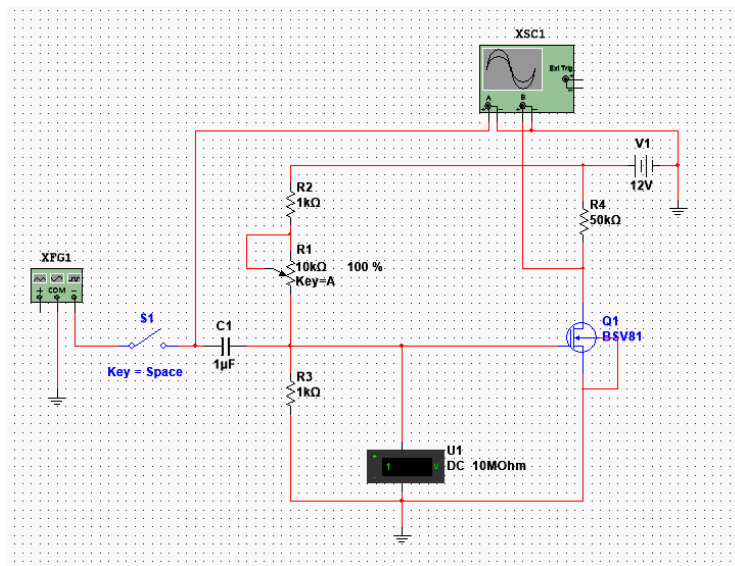 XSC1
Ext Trig
+
-
A
B
+ -
+ -
V1
12V
R2
1kΩ
R4
50kΩ
R1
10kΩ 100 %
Key=A
XFG1
+ COM -
S1
Key = Space
C1
1µF
Q1
BSV81
R3
1kΩ
U1
+
1 V
-
DC 10MOhm